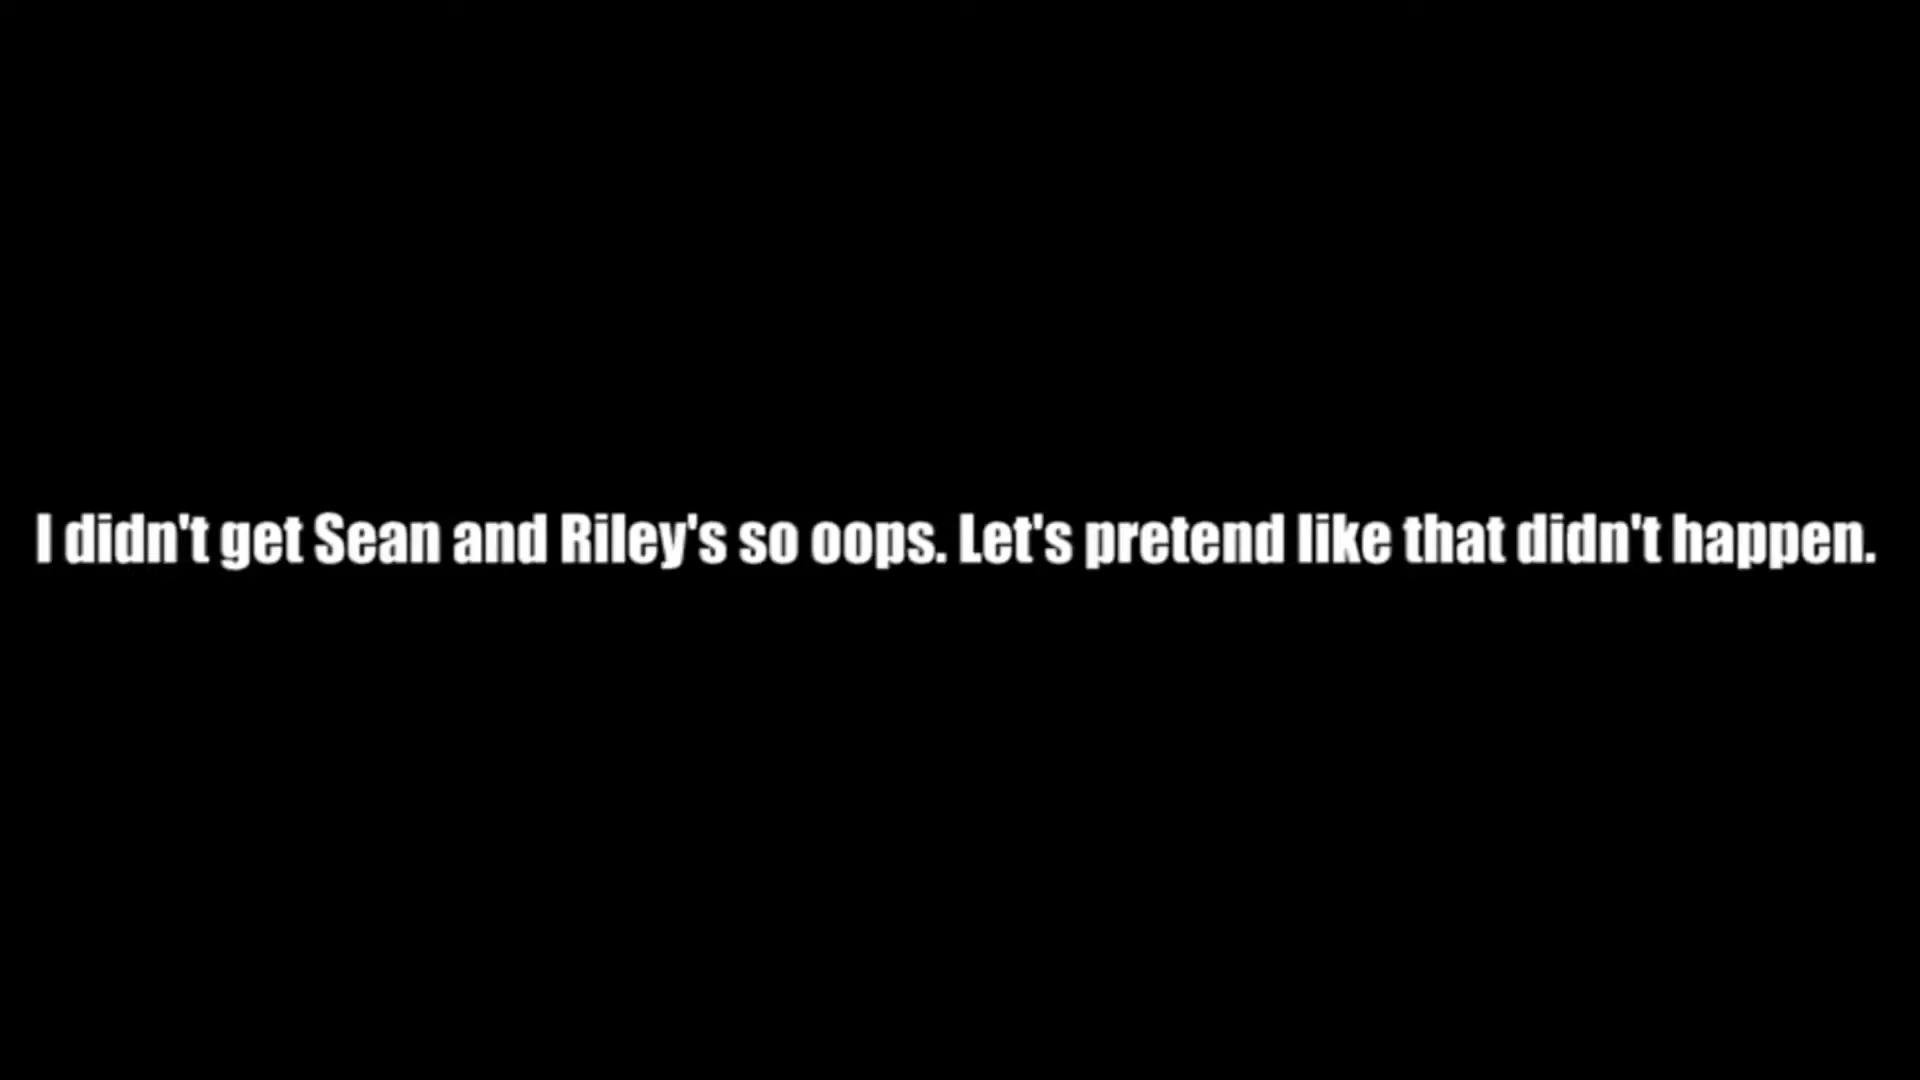 I didn't get Sean and Riley's so oops. Let's pretend like that didn't happen.